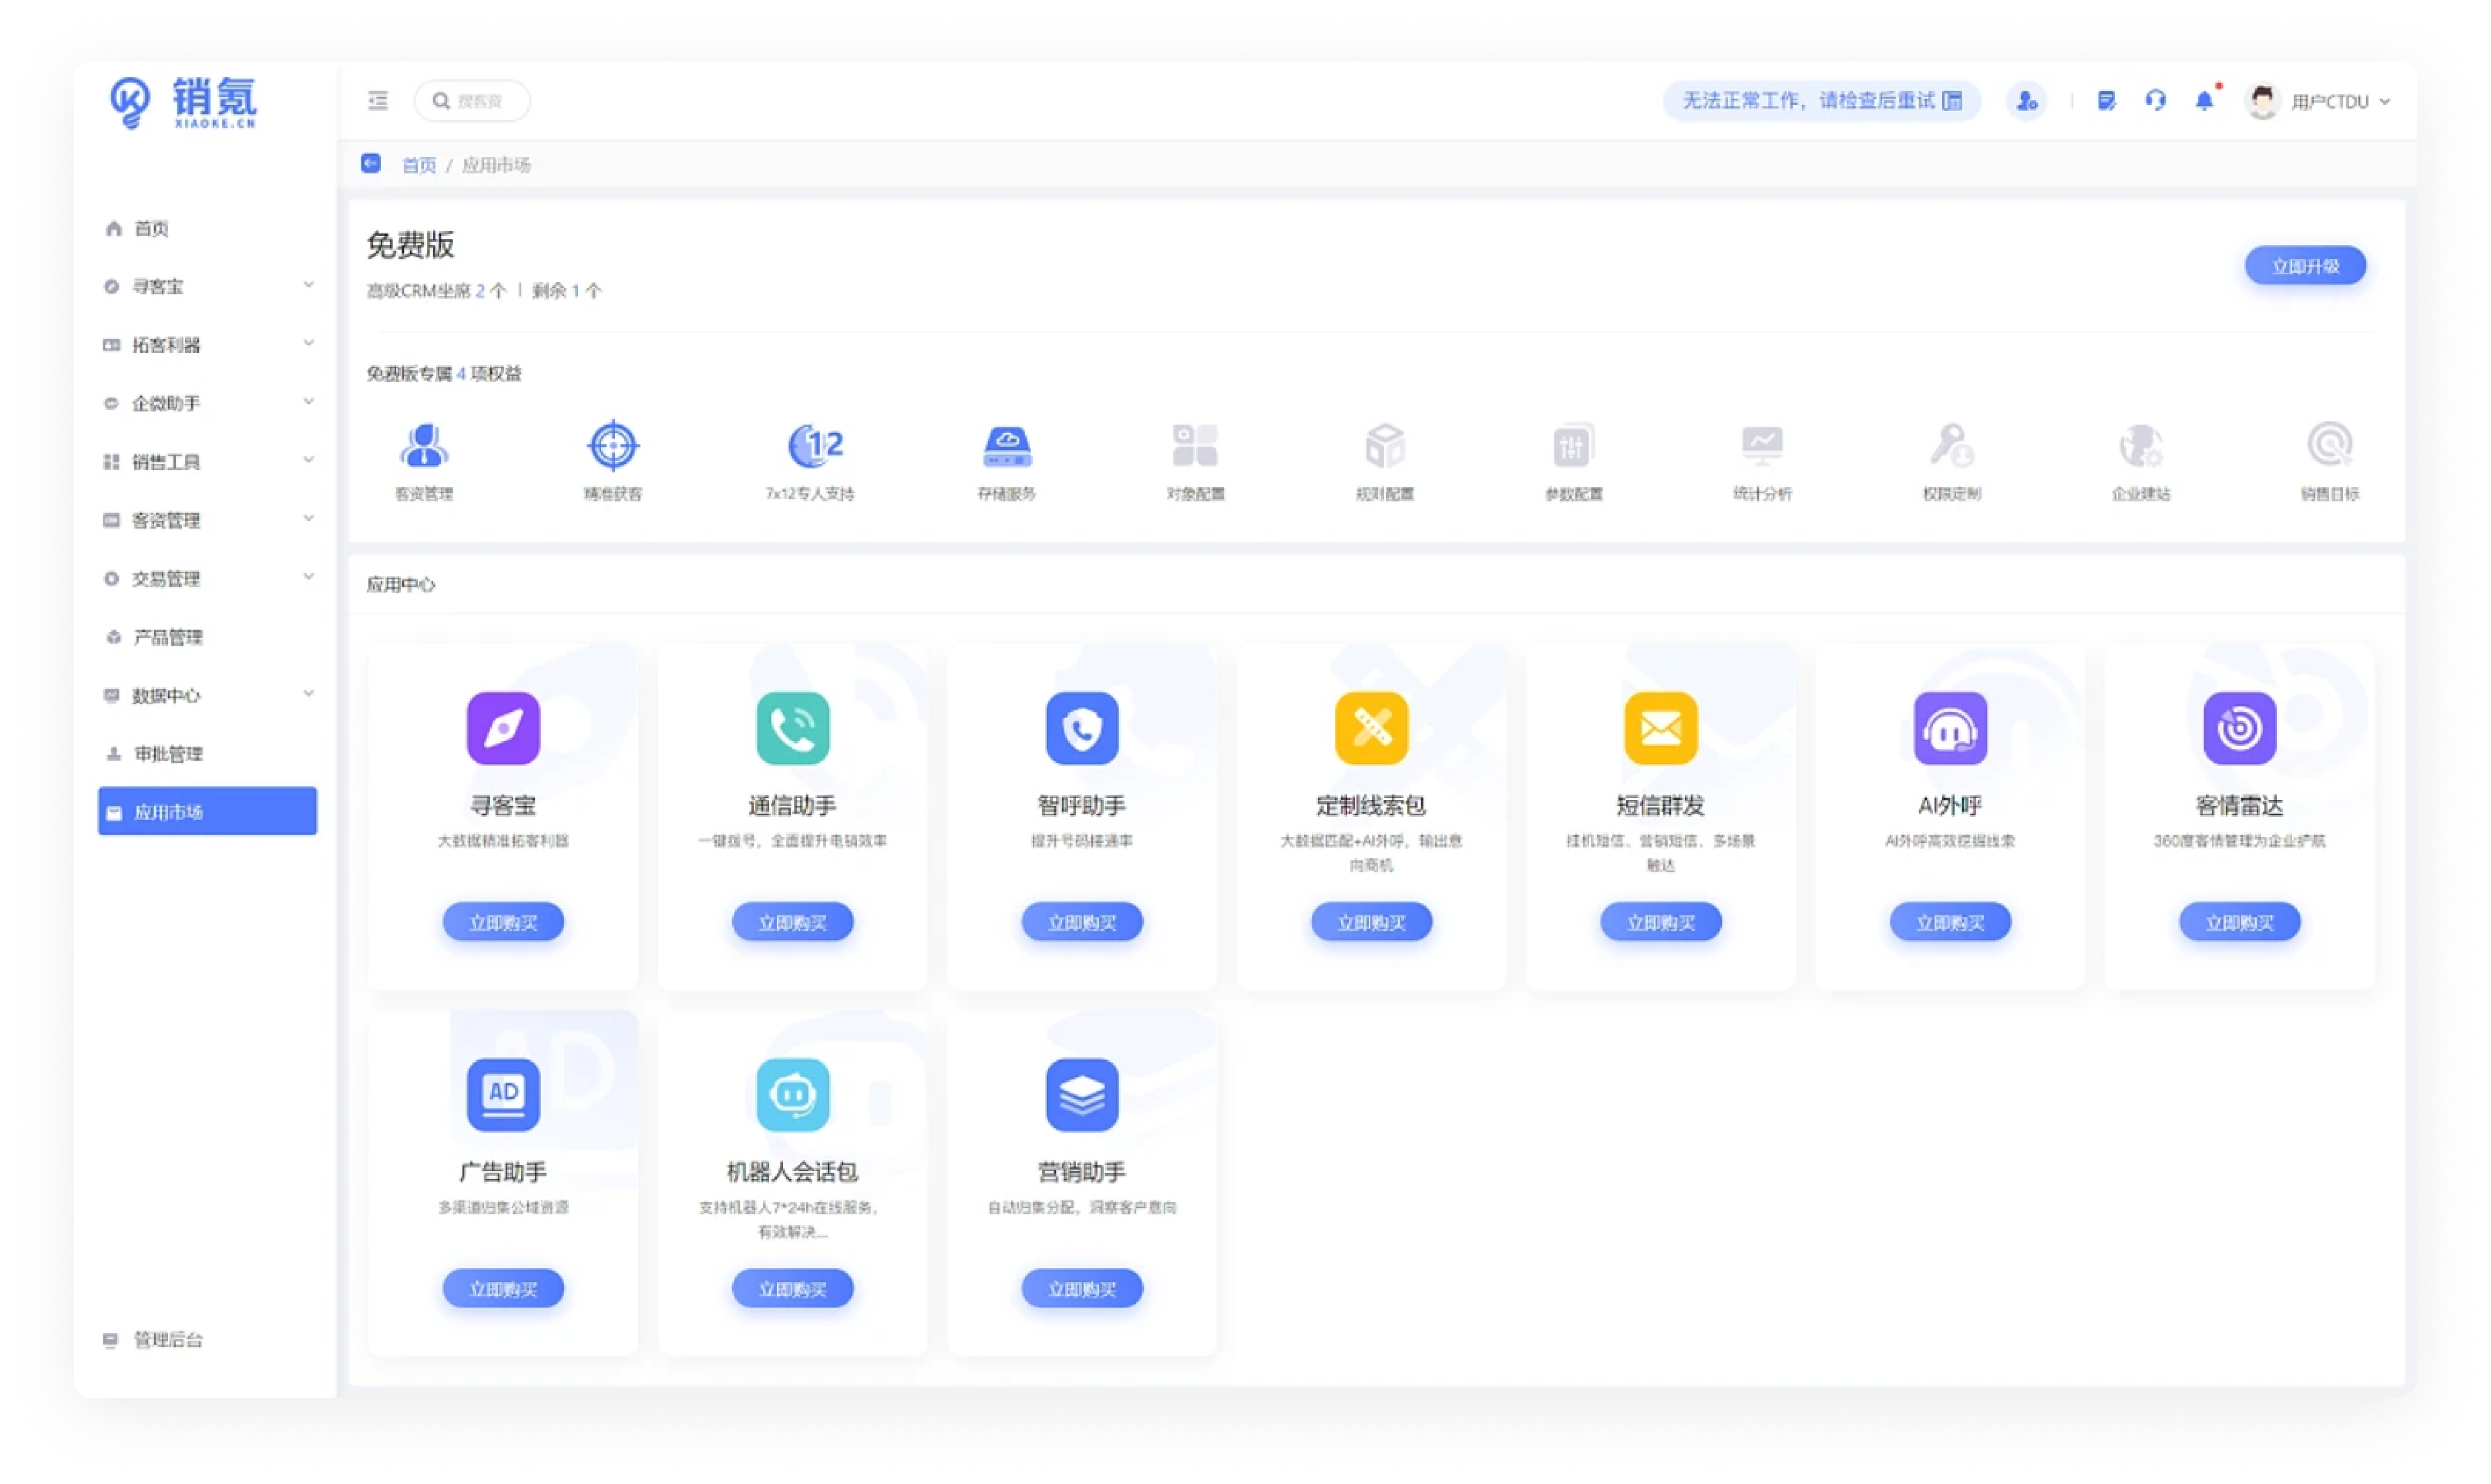 销氪
XIAOKE.CN
搜客资
无法正常工作，请检查后重试
用户CTDU
首页 / 应用市场
首页
寻客宝
拓客利器
企微助手
销售工具
客资管理
交易管理
产品管理
数据中心
审批管理
应用市场
管理后台
免费版
高级CRM坐席 2 个 | 剩余 1 个
立即升级
免费版专属 4 项权益
12
客资管理
精准获客
7x12专人支持
存储服务
对象配置
规则配置
参数配置
统计分析
权限定制
企业建站
销售目标
应用中心
寻客宝
大数据精准拓客利器
立即购买
通信助手
一键拨号，全面提升电销效率
立即购买
智呼助手
提升号码接通率
立即购买
定制线索包
大数据匹配+AI外呼，输出意
向商机
立即购买
短信群发
挂机短信、营销短信、多场景
触达
立即购买
AI外呼
AI外呼高效挖掘线索
立即购买
客情雷达
360度客情管理为企业护航
立即购买
AD
广告助手
多渠道归集公域资源
立即购买
机器人会话包
支持机器人7*24h在线服务，
有效解决...
立即购买
营销助手
自动归集分配，洞察客户意向
立即购买